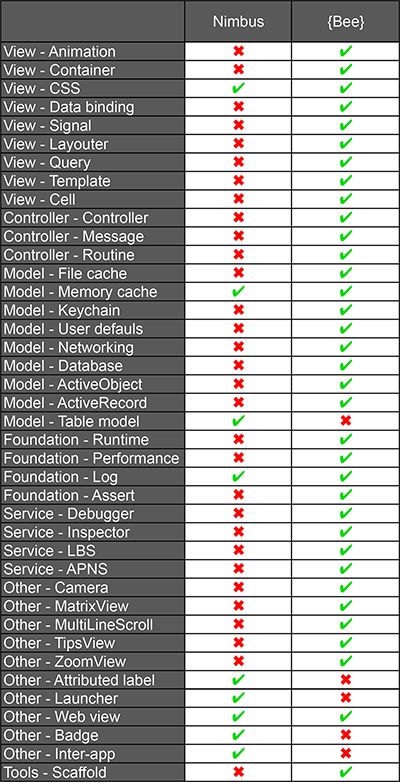 Nimbus {Bee}
View - Animation ✖ ✔
View - Container ✖ ✔
View - CSS ✔ ✔
View - Data binding ✖ ✔
View - Signal ✖ ✔
View - Layouter ✖ ✔
View - Query ✖ ✔
View - Template ✖ ✔
View - Cell ✖ ✔
Controller - Controller ✖ ✔
Controller - Message ✖ ✔
Controller - Routine ✖ ✔
Model - File cache ✖ ✔
Model - Memory cache ✔ ✔
Model - Keychain ✖ ✔
Model - User defauls ✖ ✔
Model - Networking ✖ ✔
Model - Database ✖ ✔
Model - ActiveObject ✖ ✔
Model - ActiveRecord ✖ ✔
Model - Table model ✔ ✖
Foundation - Runtime ✖ ✔
Foundation - Performance ✖ ✔
Foundation - Log ✔ ✔
Foundation - Assert ✖ ✔
Service - Debugger ✖ ✔
Service - Inspector ✖ ✔
Service - LBS ✖ ✔
Service - APNS ✖ ✔
Other - Camera ✖ ✔
Other - MatrixView ✖ ✔
Other - MultiLineScroll ✖ ✔
Other - TipsView ✖ ✔
Other - ZoomView ✖ ✔
Other - Attributed label ✔ ✖
Other - Launcher ✔ ✖
Other - Web view ✔ ✔
Other - Badge ✔ ✖
Other - Inter-app ✔ ✖
Tools - Scaffold ✖ ✔